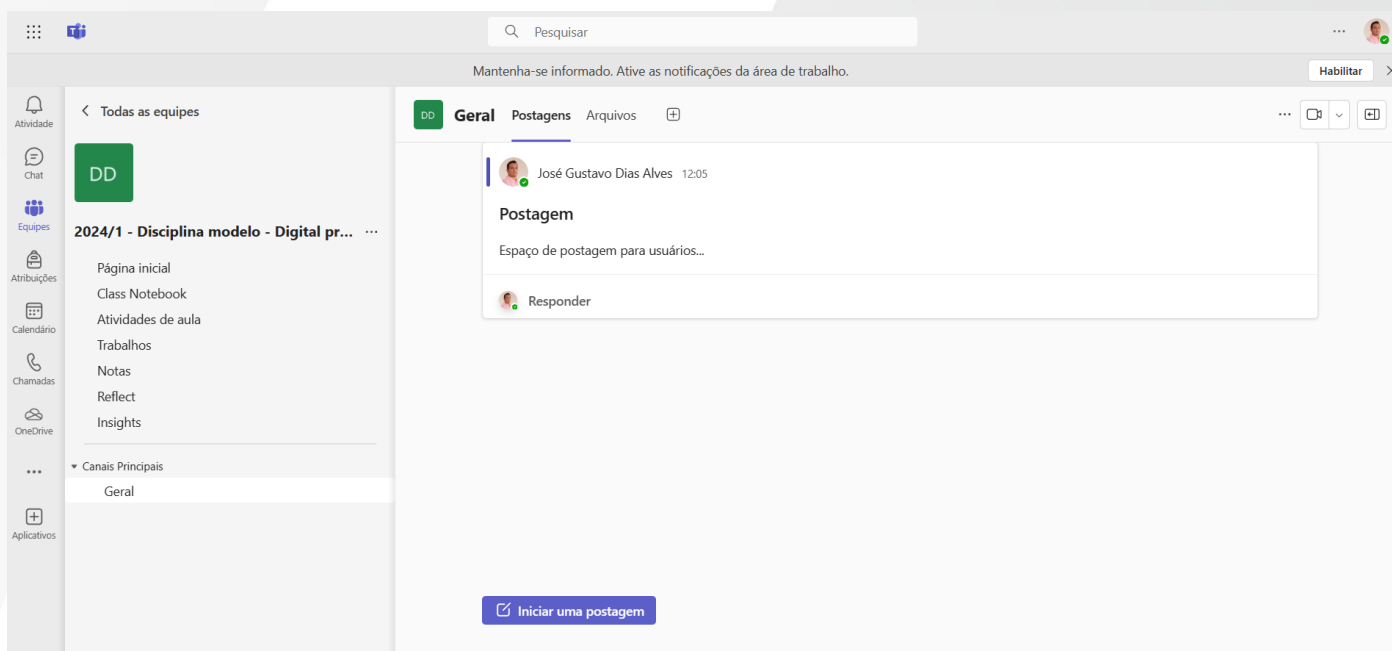 Pesquisar
Mantenha-se informado. Ative as notificações da área de trabalho.
Habilitar
Atividade
Chat
Equipes
Atribuições
Calendário
Chamadas
OneDrive
Aplicativos
Todas as equipes
DD
2024/1 - Disciplina modelo - Digital pr...
Página inicial
Class Notebook
Atividades de aula
Trabalhos
Notas
Reflect
Insights
Canais Principais
Geral
DD Geral Postagens Arquivos
José Gustavo Dias Alves 12:05
Postagem
Espaço de postagem para usuários...
Responder
Iniciar uma postagem